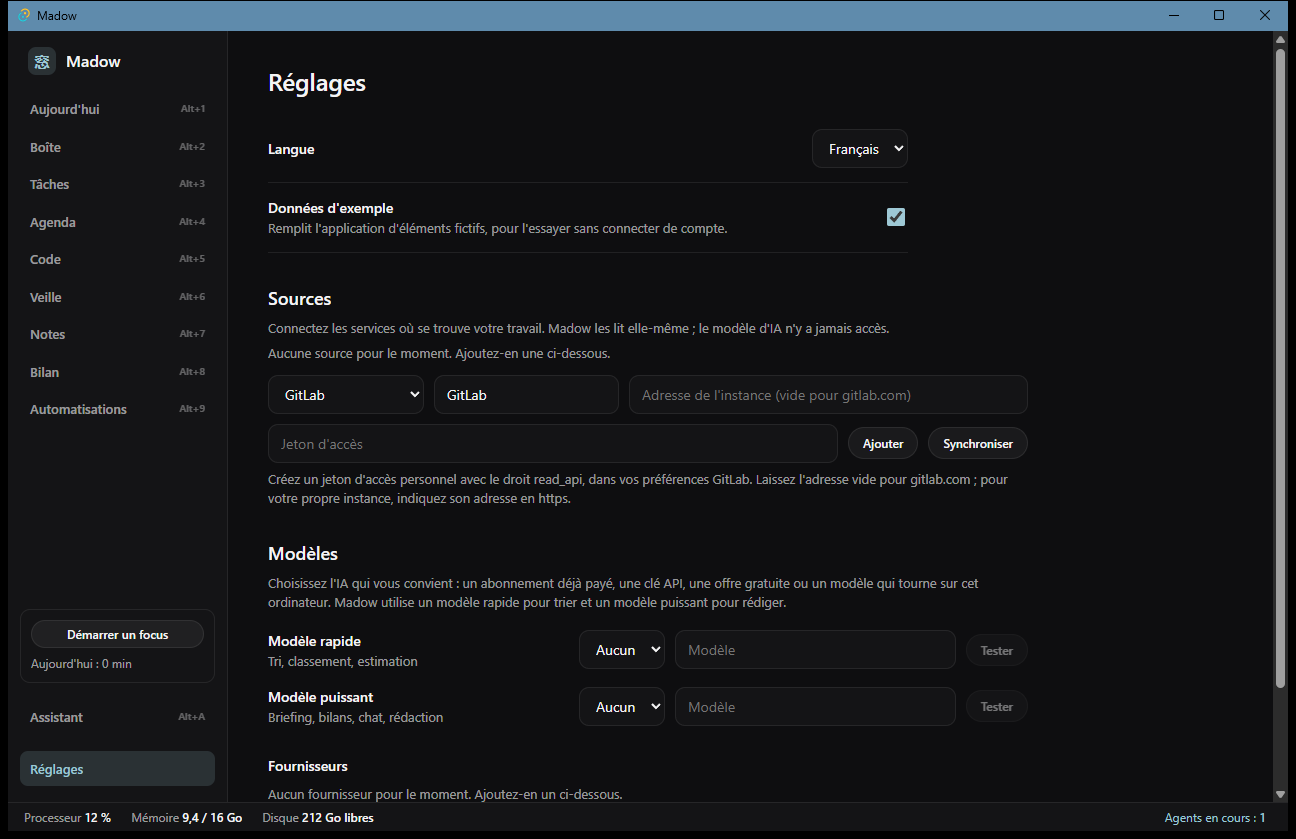 Madow
窓 Madow
Aujourd'hui Alt+1
Boîte Alt+2
Tâches Alt+3
Agenda Alt+4
Code Alt+5
Veille Alt+6
Notes Alt+7
Bilan Alt+8
Automatisations Alt+9
Démarrer un focus
Aujourd'hui : 0 min
Assistant Alt+A
Réglages
Réglages
Langue Français
Données d'exemple
Remplit l'application d'éléments fictifs, pour l'essayer sans connecter de compte.
Sources
Connectez les services où se trouve votre travail. Madow les lit elle-même ; le modèle d'IA n'y a jamais accès.
Aucune source pour le moment. Ajoutez-en une ci-dessous.
GitLab GitLab Adresse de l'instance (vide pour gitlab.com)
Jeton d'accès Ajouter Synchroniser
Créez un jeton d'accès personnel avec le droit read_api, dans vos préférences GitLab. Laissez l'adresse vide pour gitlab.com ; pour
votre propre instance, indiquez son adresse en https.
Modèles
Choisissez l'IA qui vous convient : un abonnement déjà payé, une clé API, une offre gratuite ou un modèle qui tourne sur cet
ordinateur. Madow utilise un modèle rapide pour trier et un modèle puissant pour rédiger.
Modèle rapide Aucun Modèle Tester
Tri, classement, estimation
Modèle puissant Aucun Modèle Tester
Briefing, bilans, chat, rédaction
Fournisseurs
Aucun fournisseur pour le moment. Ajoutez-en un ci-dessous.
Processeur 12 % Mémoire 9,4 / 16 Go Disque 212 Go libres Agents en cours : 1